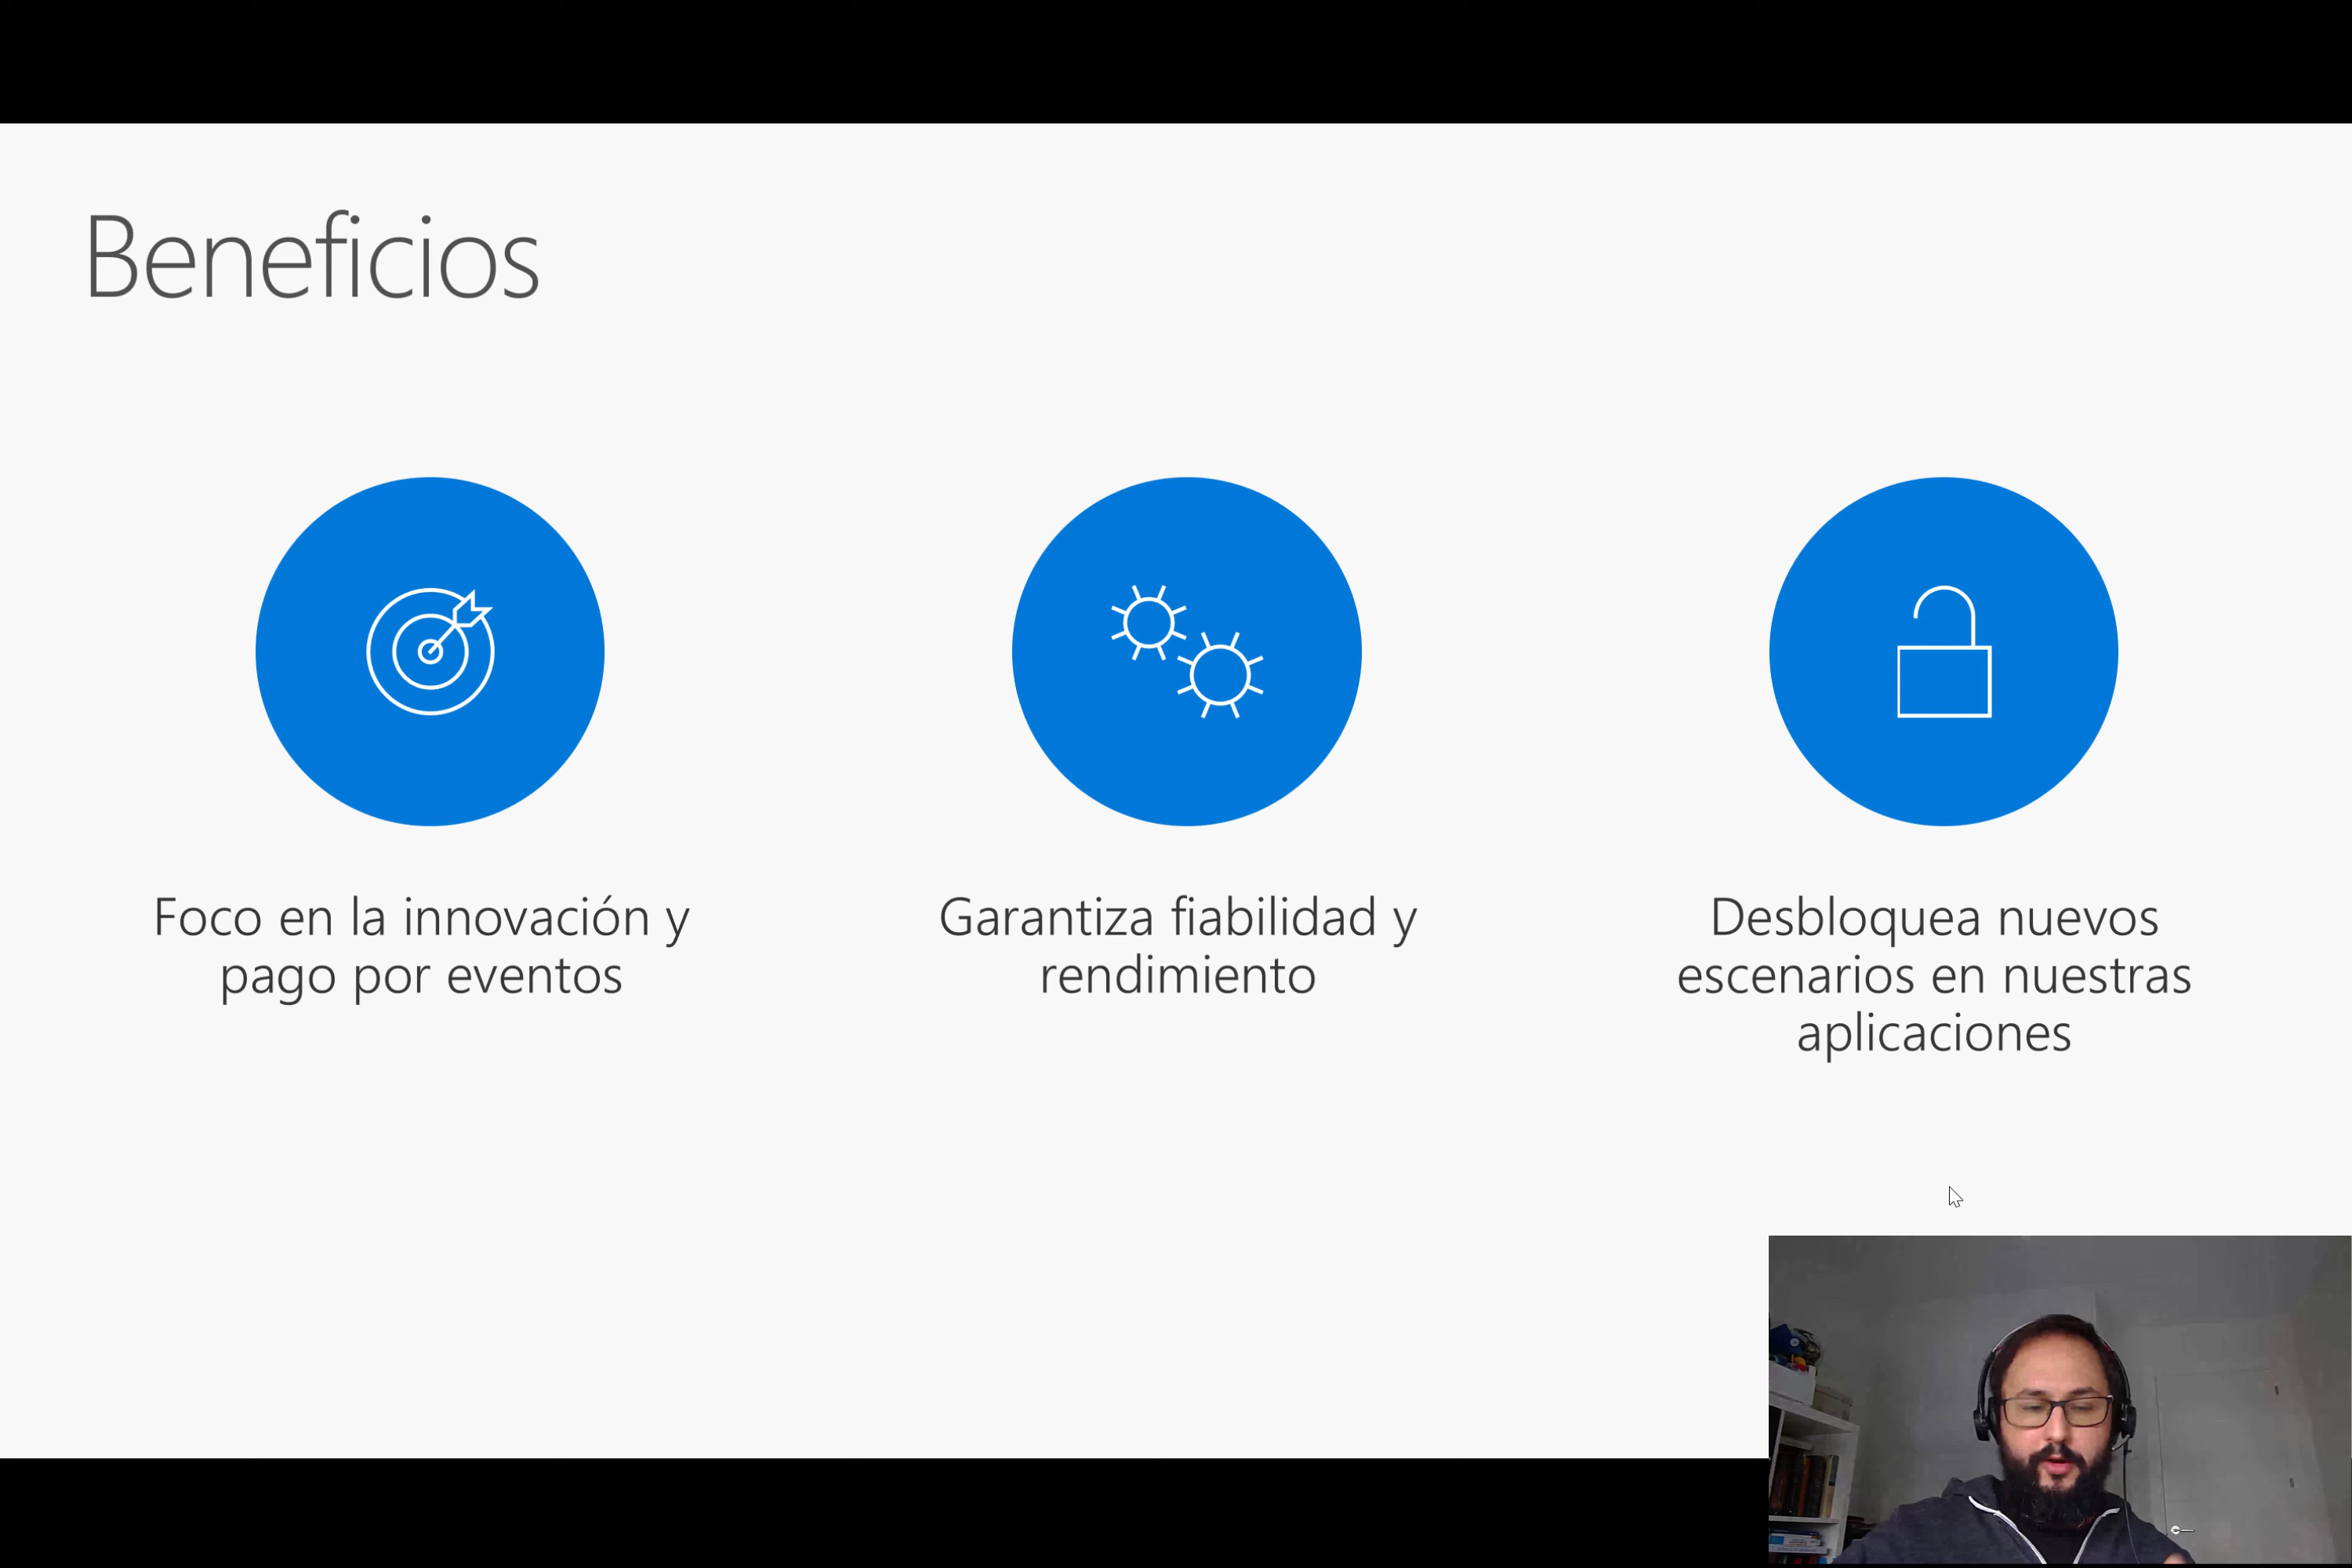 Beneficios
Foco en la innovación y
pago por eventos
Garantiza fiabilidad y
rendimiento
Desbloquea nuevos
escenarios en nuestras
aplicaciones